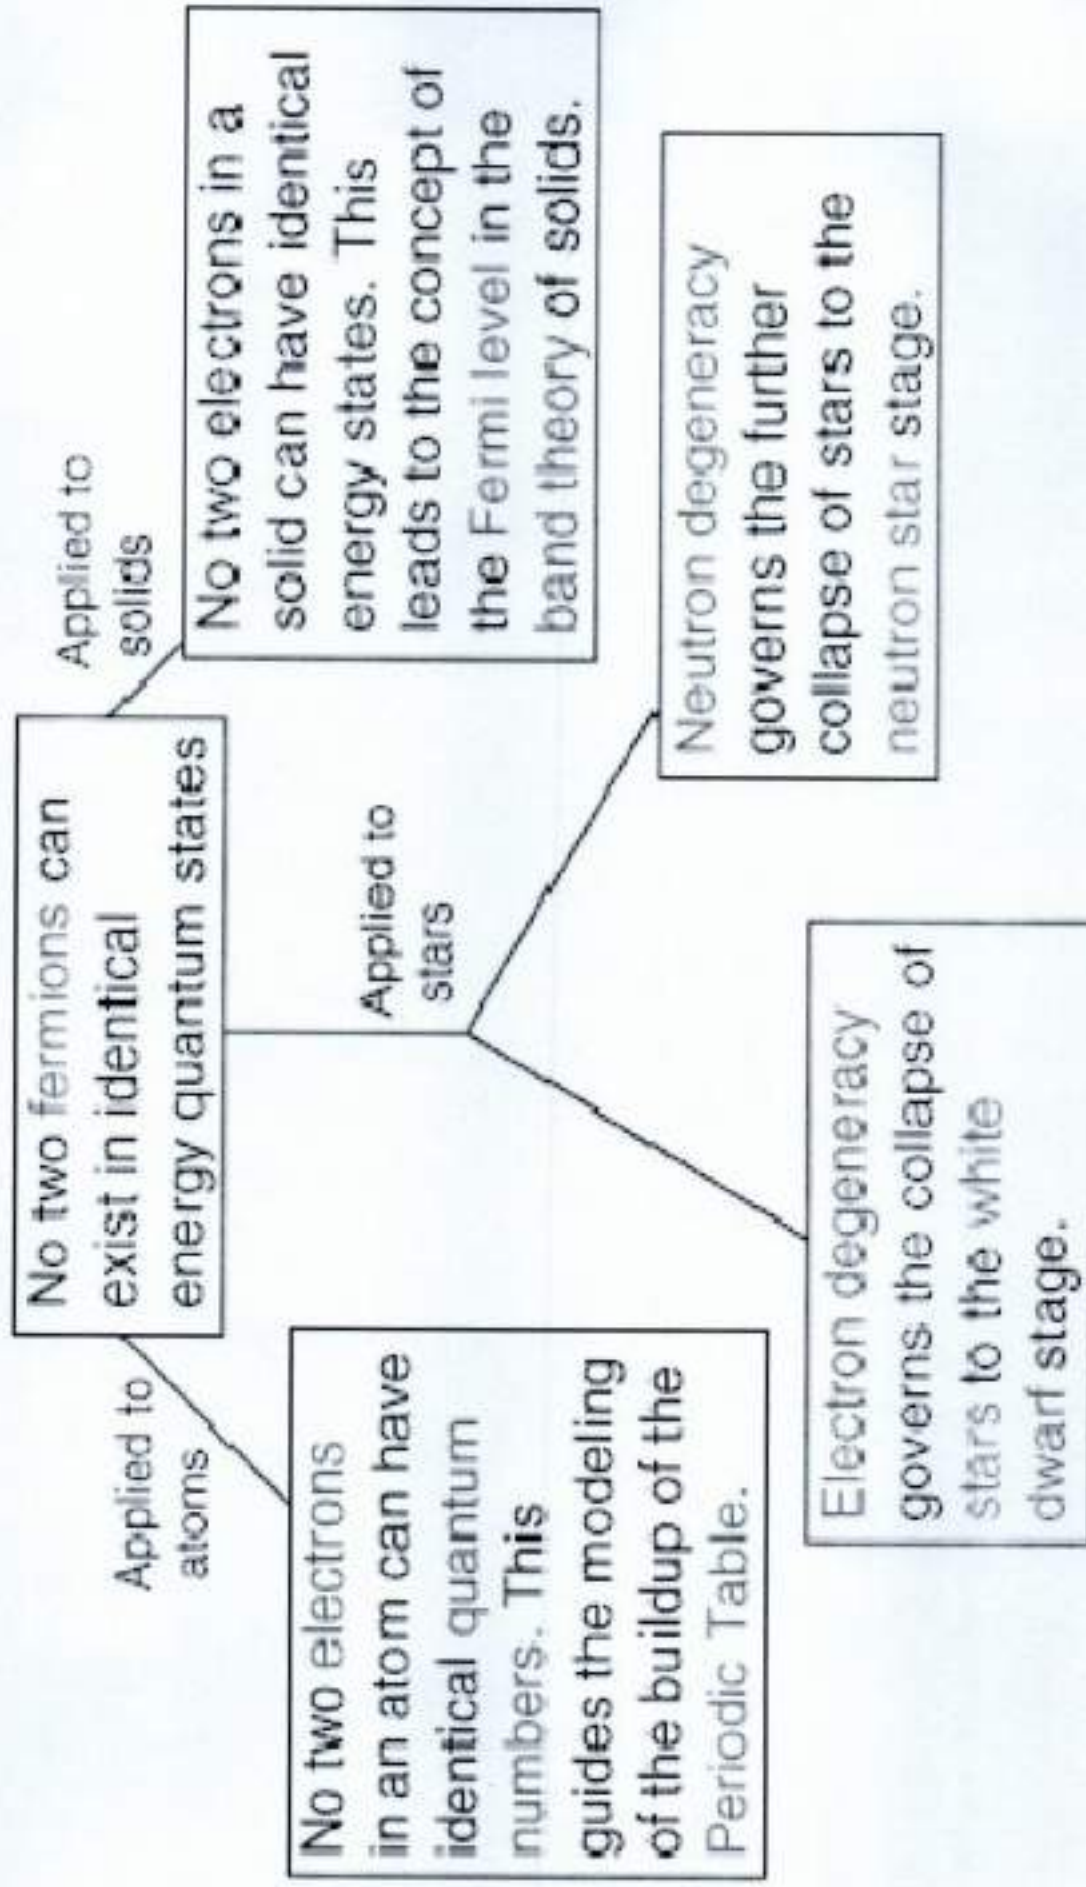 No two fermions can
exist in identical
energy quantum states
Applied to
atoms
Applied to
solids
Applied to
stars
No two electrons
in an atom can have
identical quantum
numbers. This
guides the modeling
of the buildup of the
Periodic Table.
No two electrons in a
solid can have identical
energy states. This
leads to the concept of
the Fermi level in the
band theory of solids.
Electron degeneracy
governs the collapse of
stars to the white
dwarf stage.
Neutron degeneracy
governs the further
collapse of stars to the
neutron star stage.